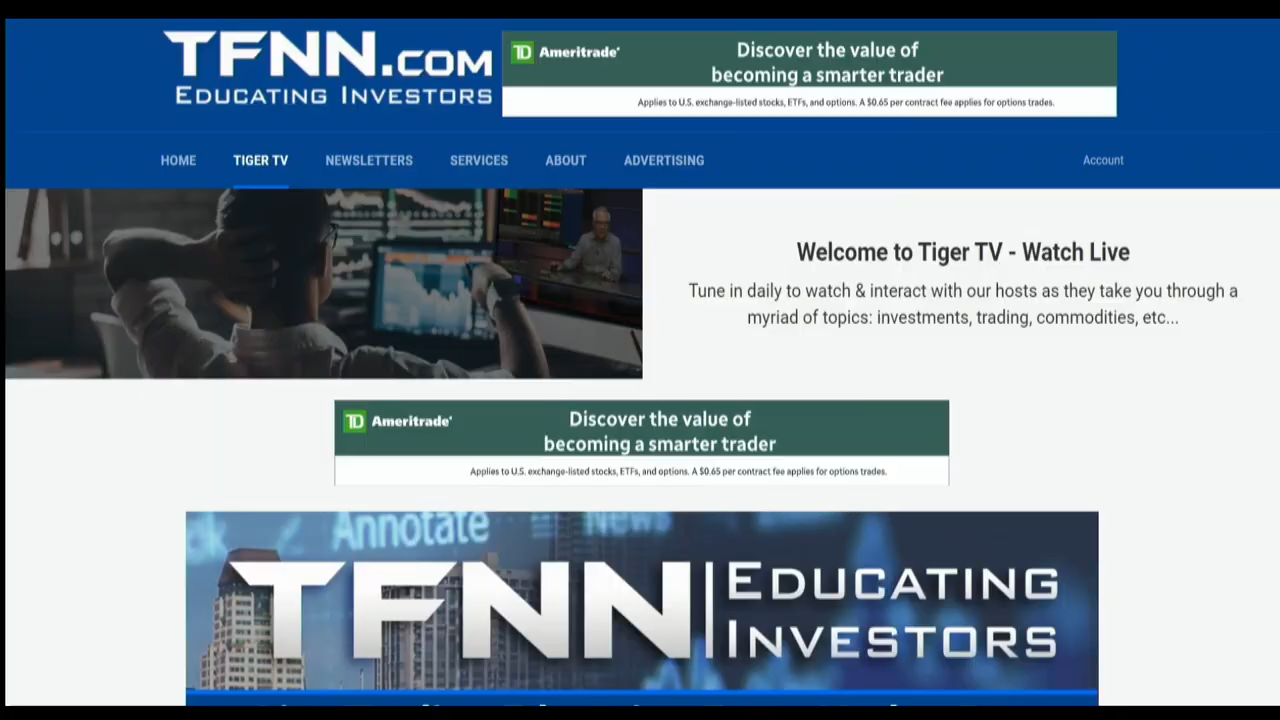 TFNN.COM
EDUCATING INVESTORS
TD Ameritrade
Discover the value of
becoming a smarter trader
Applies to U.S. exchange-listed stocks, ETFs, and options. A $0.65 per contract fee applies for options trades.
HOME TIGER TV NEWSLETTERS SERVICES ABOUT ADVERTISING Account
Welcome to Tiger TV - Watch Live
Tune in daily to watch & interact with our hosts as they take you through a
myriad of topics: investments, trading, commodities, etc...
TD Ameritrade
Discover the value of
becoming a smarter trader
Applies to U.S. exchange-listed stocks, ETFs, and options. A $0.65 per contract fee applies for options trades.
Annotate News
TFNN EDUCATING
INVESTORS